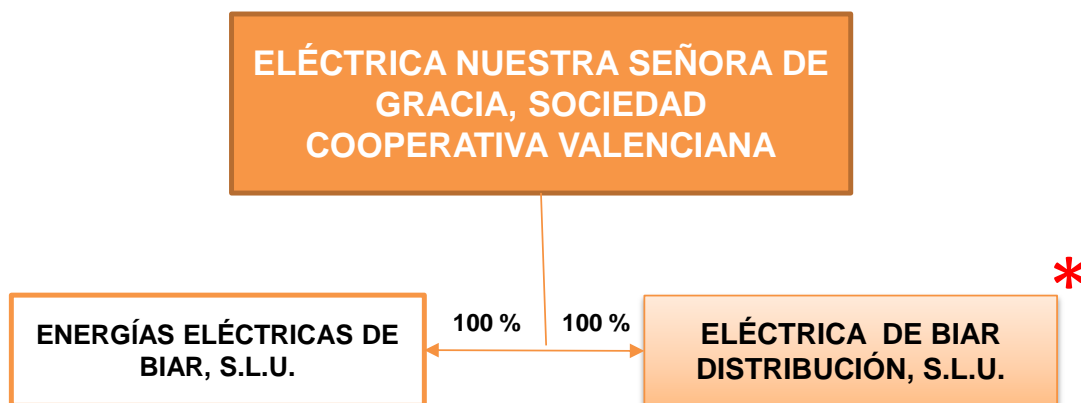 ELÉCTRICA NUESTRA SEÑORA DE
GRACIA, SOCIEDAD
COOPERATIVA VALENCIANA
*
ENERGÍAS ELÉCTRICAS DE
BIAR, S.L.U.
100 %
100 %
ELÉCTRICA DE BIAR
DISTRIBUCIÓN, S.L.U.